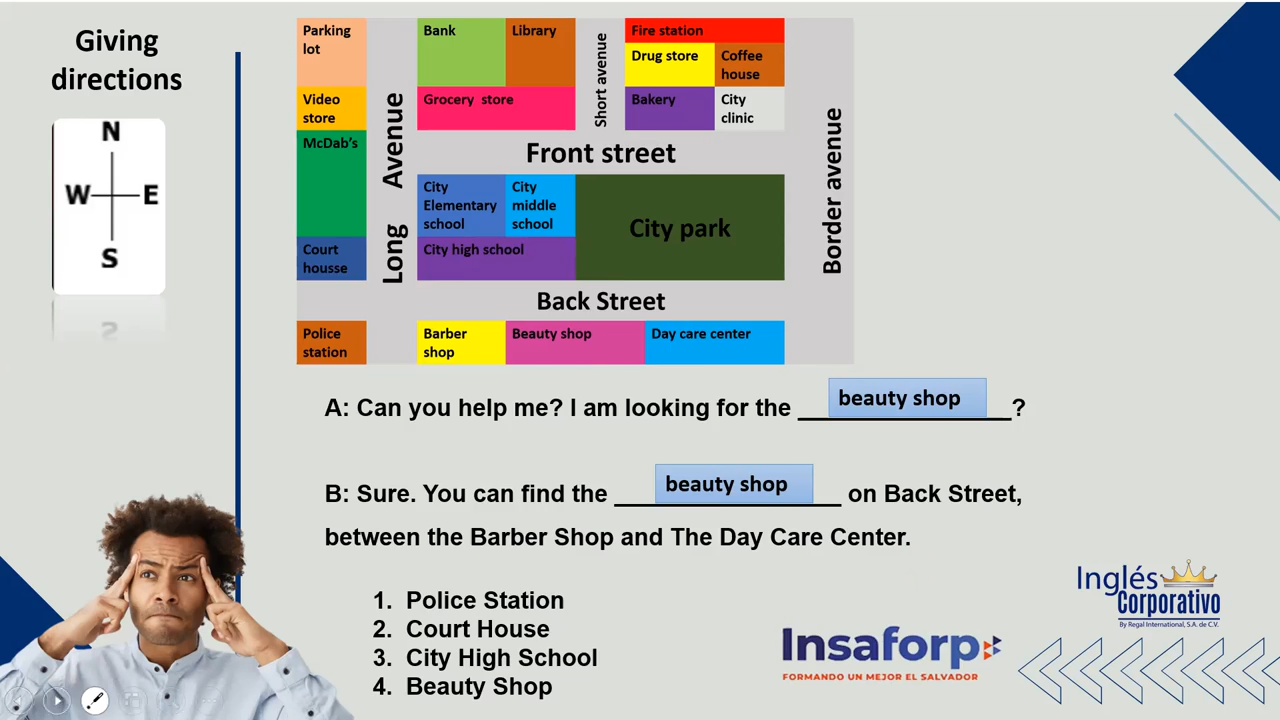 Giving
directions
N
W E
S
Parking
lot
Bank
Library
Fire station
Drug store
Coffee
house
Video
store
Grocery store
Short avenue
Bakery
City
clinic
McDab's
Long Avenue
Front street
Border avenue
City
Elementary
school
City
middle
school
City park
Court
housse
City high school
Back Street
Police
station
Barber
shop
Beauty shop
Day care center
A: Can you help me? I am looking for the beauty shop ?
B: Sure. You can find the beauty shop on Back Street,
between the Barber Shop and The Day Care Center.
1. Police Station
2. Court House
3. City High School
4. Beauty Shop
Insaforp
FORMANDO UN MEJOR EL SALVADOR
Inglés
Corporativo
By Regal International, S.A. de C.V.